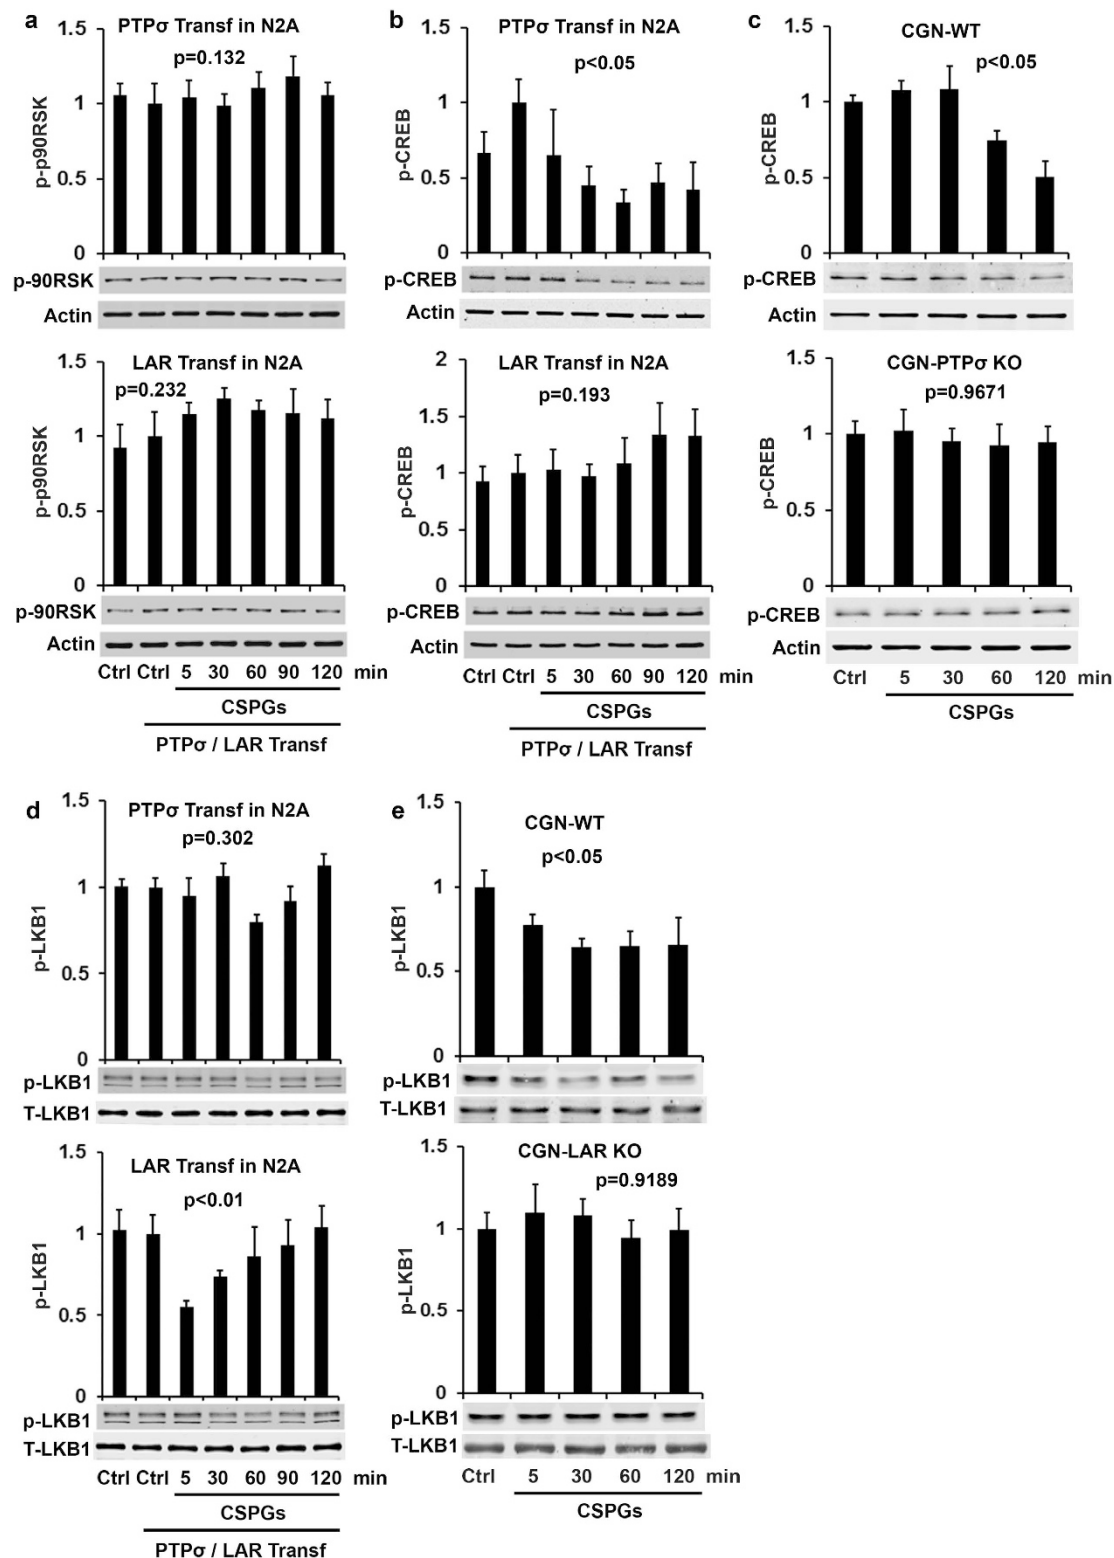 a
PTPσ Transf in N2A
p=0.132
1.5
1
0.5
0
p-p90RSK
p-90RSK
Actin
LAR Transf in N2A
p=0.232
1.5
1
0.5
0
p-p90RSK
p-90RSK
Actin
Ctrl Ctrl 5 30 60 90 120 min
CSPGs
PTPσ / LAR Transf
b
PTPσ Transf in N2A
p<0.05
1.5
1
0.5
0
p-CREB
p-CREB
Actin
LAR Transf in N2A
p=0.193
2
1.5
1
0.5
0
p-CREB
p-CREB
Actin
Ctrl Ctrl 5 30 60 90 120 min
CSPGs
PTPσ / LAR Transf
c
CGN-WT
p<0.05
1.5
1
0.5
0
p-CREB
p-CREB
Actin
CGN-PTPσ KO
p=0.9671
1.5
1
0.5
0
p-CREB
p-CREB
Actin
Ctrl 5 30 60 120 min
CSPGs
d
PTPσ Transf in N2A
p=0.302
1.5
1
0.5
0
p-LKB1
p-LKB1
T-LKB1
LAR Transf in N2A
p<0.01
1.5
1
0.5
0
p-LKB1
p-LKB1
T-LKB1
Ctrl Ctrl 5 30 60 90 120 min
CSPGs
PTPσ / LAR Transf
e
CGN-WT
p<0.05
1.5
1
0.5
0
p-LKB1
p-LKB1
T-LKB1
CGN-LAR KO
p=0.9189
1.5
1
0.5
0
p-LKB1
p-LKB1
T-LKB1
Ctrl 5 30 60 120 min
CSPGs